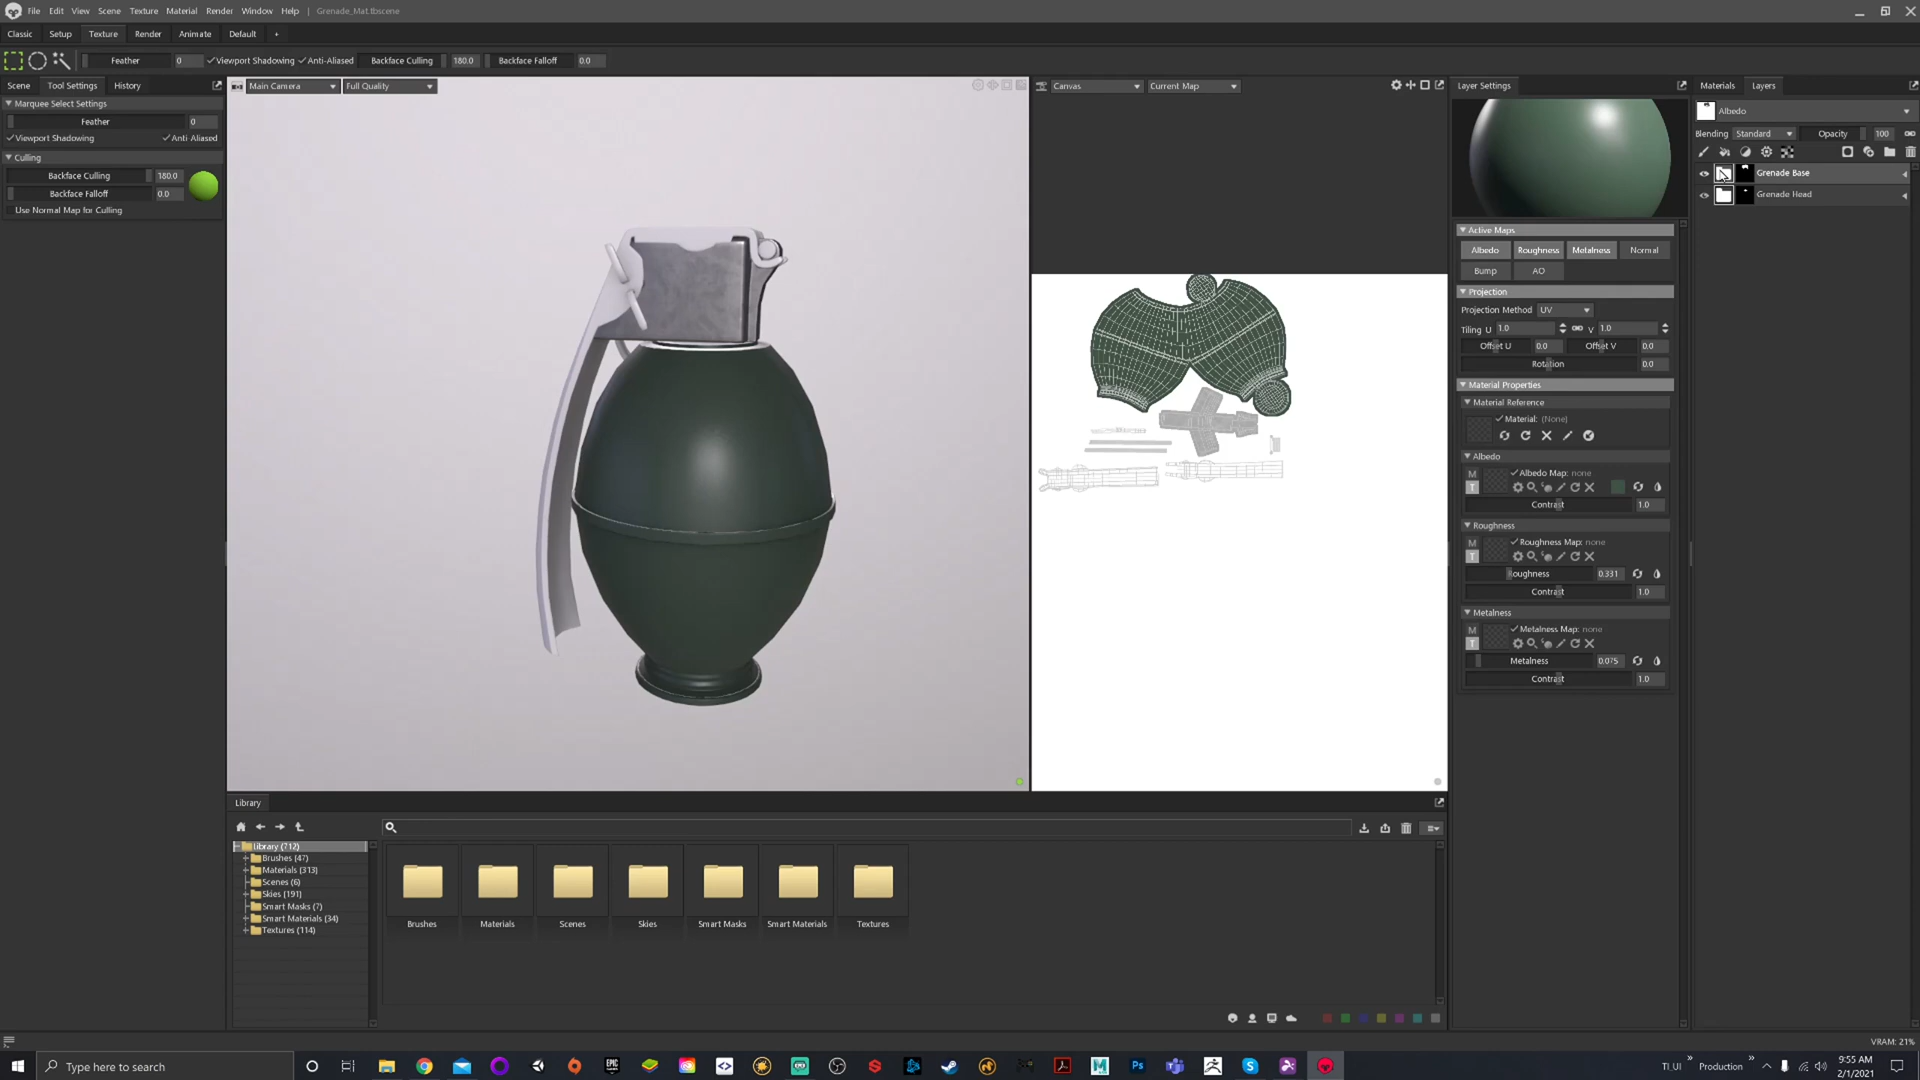 File Edit View Scene Texture Material Render Window Help Grenade_Mat.tbscene
Classic Setup Texture Render Animate Default +
Feather 0 Viewport Shadowing Anti-Aliased Backface Culling 180.0 Backface Falloff 0.0
Scene Tool Settings History
Marquee Select Settings
Feather 0
Viewport Shadowing Anti Aliased
Culling
Backface Culling 180.0
Backface Falloff 0.0
Use Normal Map for Culling
Main Camera Full Quality
Canvas Current Map
Layer Settings
Active Maps
Albedo Roughness Metalness Normal
Bump AO
Projection
Projection Method UV
Tiling U 1.0 V 1.0
Offset U 0.0 Offset V 0.0
Rotation 0.0
Material Properties
Material Reference
Material: (None)
Albedo
M Albedo Map: none
T
Contrast 1.0
Roughness
M Roughness Map: none
T
Roughness 0.331
Contrast 1.0
Metalness
M Metalness Map: none
T
Metalness 0.075
Contrast 1.0
Materials Layers
Albedo
Blending Standard Opacity 100
Grenade Base
Grenade Head
Library
library (712)
Brushes (47)
Materials (313)
Scenes (6)
Skies (191)
Smart Masks (7)
Smart Materials (34)
Textures (114)
Brushes Materials Scenes Skies Smart Masks Smart Materials Textures
VRAM: 21%
Type here to search
TI_UI » Production »
9:55 AM
2/1/2021